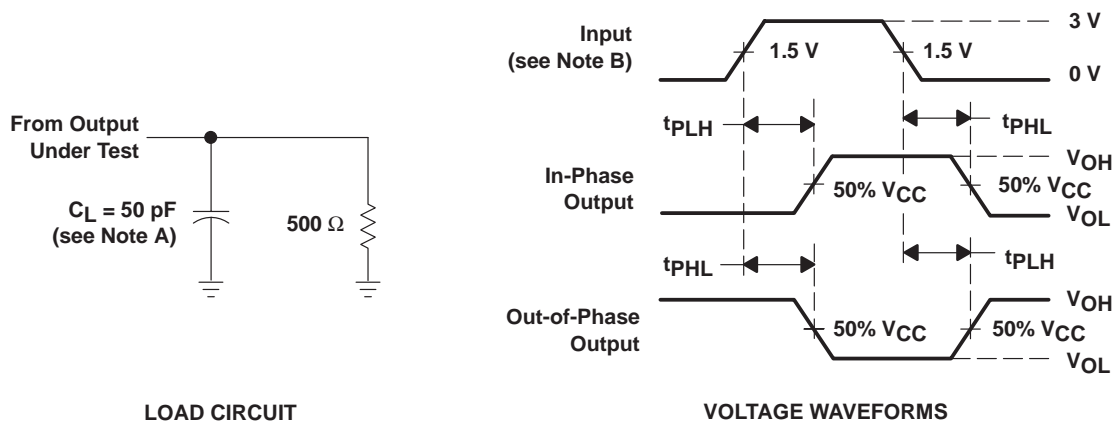 From Output
Under Test
C_L = 50 pF
(see Note A)
500 Ω
LOAD CIRCUIT
Input
(see Note B)
1.5 V
1.5 V
3 V
0 V
tPLH
tPHL
In-Phase
Output
50% VCC
50% VCC
VOH
VOL
tPHL
tPLH
Out-of-Phase
Output
50% VCC
50% VCC
VOH
VOL
VOLTAGE WAVEFORMS